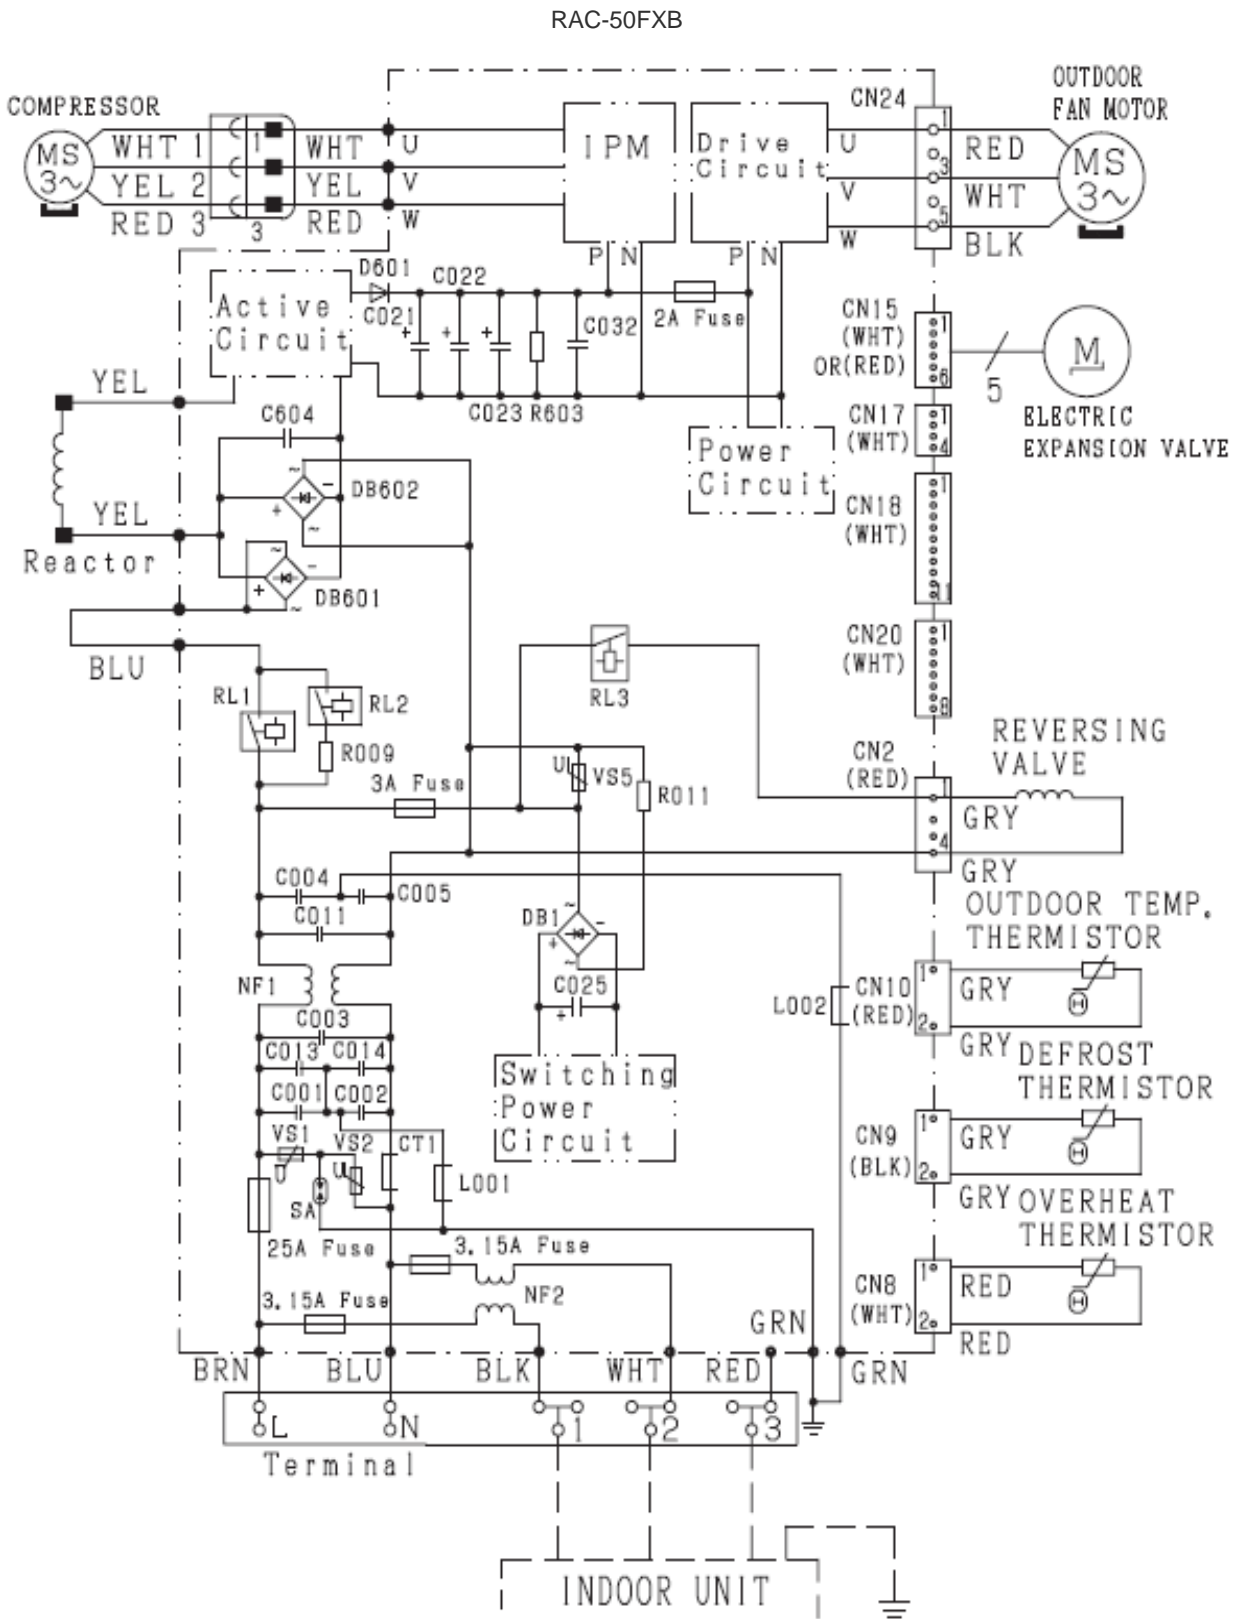 RAC-50FXB
COMPRESSOR
MS
3~
WHT 1
YEL 2
RED 3
1
3
WHT
YEL
RED
U
V
W
IPM
P N
Drive
Circuit
P N
U
V
W
CN24
1
3
5
RED
WHT
BLK
OUTDOOR
FAN MOTOR
MS
3~
Active
Circuit
D601
C021
+
C022
+
+
C023
R603
C032
2A Fuse
CN15
(WHT)
OR(RED)
1
6
5
M
ELECTRIC
EXPANSION VALVE
CN17
(WHT)
1
4
Power
Circuit
CN18
(WHT)
1
11
YEL
YEL
Reactor
C604
~
-
+
~
DB602
~
-
+
~
DB601
BLU
CN20
(WHT)
1
8
RL1
RL2
R009
RL3
3A Fuse
U
VS5
R011
CN2
(RED)
1
4
REVERSING
VALVE
GRY
GRY
C004
C005
C011
NF1
DB1
~
-
+
~
C025
+
L002
CN10
(RED)
1
2
OUTDOOR TEMP.
THERMISTOR
GRY
GRY
Θ
C003
C013
C014
C001
C002
Switching
Power
Circuit
CN9
(BLK)
1
2
DEFROST
THERMISTOR
GRY
GRY
Θ
VS1
U
VS2
U
CT1
SA
L001
25A Fuse
3.15A Fuse
3.15A Fuse
NF2
CN8
(WHT)
1
2
OVERHEAT
THERMISTOR
RED
RED
Θ
GRN
BRN
BLU
BLK
WHT
RED
GRN
L
N
1
2
3
Terminal
INDOOR UNIT